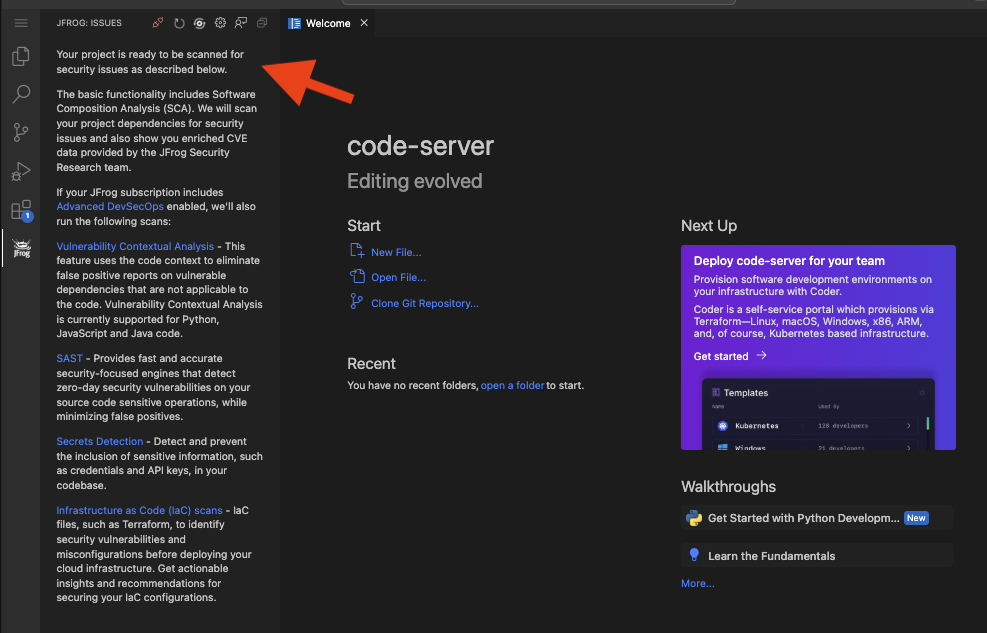 JFROG: ISSUES
Welcome
Your project is ready to be scanned for
security issues as described below.
The basic functionality includes Software
Composition Analysis (SCA). We will scan
your project dependencies for security
issues and also show you enriched CVE
data provided by the JFrog Security
Research team.
If your JFrog subscription includes
Advanced DevSecOps enabled, we'll also
run the following scans:
Vulnerability Contextual Analysis - This
feature uses the code context to eliminate
false positive reports on vulnerable
dependencies that are not applicable to
the code. Vulnerability Contextual Analysis
is currently supported for Python,
JavaScript and Java code.
SAST - Provides fast and accurate
security-focused engines that detect
zero-day security vulnerabilities on your
source code sensitive operations, while
minimizing false positives.
Secrets Detection - Detect and prevent
the inclusion of sensitive information, such
as credentials and API keys, in your
codebase.
Infrastructure as Code (IaC) scans - IaC
files, such as Terraform, to identify
security vulnerabilities and
misconfigurations before deploying your
cloud infrastructure. Get actionable
insights and recommendations for
securing your IaC configurations.
1
JFrog
code-server
Editing evolved
Start
New File...
Open File...
Clone Git Repository...
Recent
You have no recent folders, open a folder to start.
Next Up
Deploy code-server for your team
Provision software development environments on
your infrastructure with Coder.
Coder is a self-service portal which provisions via
Terraform—Linux, macOS, Windows, x86, ARM,
and, of course, Kubernetes based infrastructure.
Get started
Templates
Name Used By
Kubernetes 128 developers
Windows 21 developers
Walkthroughs
Get Started with Python Developm... New
Learn the Fundamentals
More...